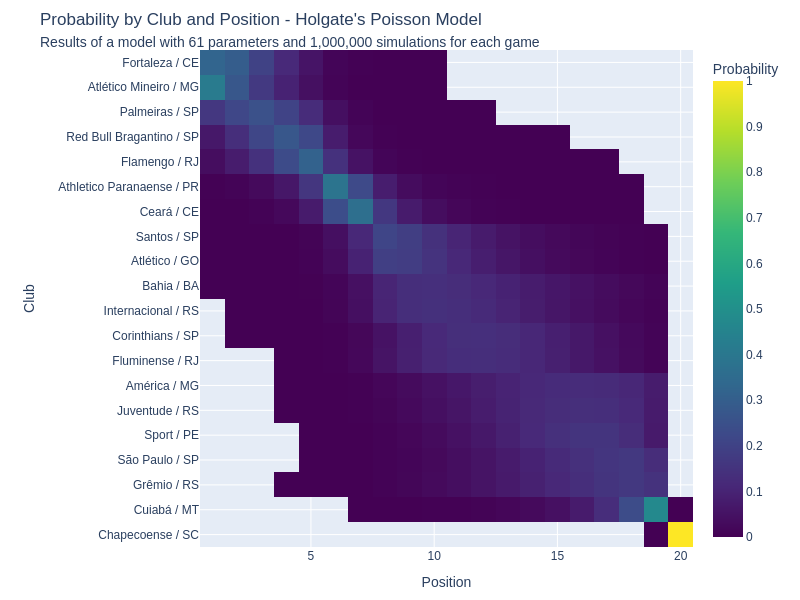 Probability by Club and Position - Holgate's Poisson Model
Results of a model with 61 parameters and 1,000,000 simulations for each game
Probability
Club
Fortaleza / CE
Atlético Mineiro / MG
Palmeiras / SP
Red Bull Bragantino / SP
Flamengo / RJ
Athletico Paranaense / PR
Ceará / CE
Santos / SP
Atlético / GO
Bahia / BA
Internacional / RS
Corinthians / SP
Fluminense / RJ
América / MG
Juventude / RS
Sport / PE
São Paulo / SP
Grêmio / RS
Cuiabá / MT
Chapecoense / SC
5
10
15
20
Position
1
0.9
0.8
0.7
0.6
0.5
0.4
0.3
0.2
0.1
0